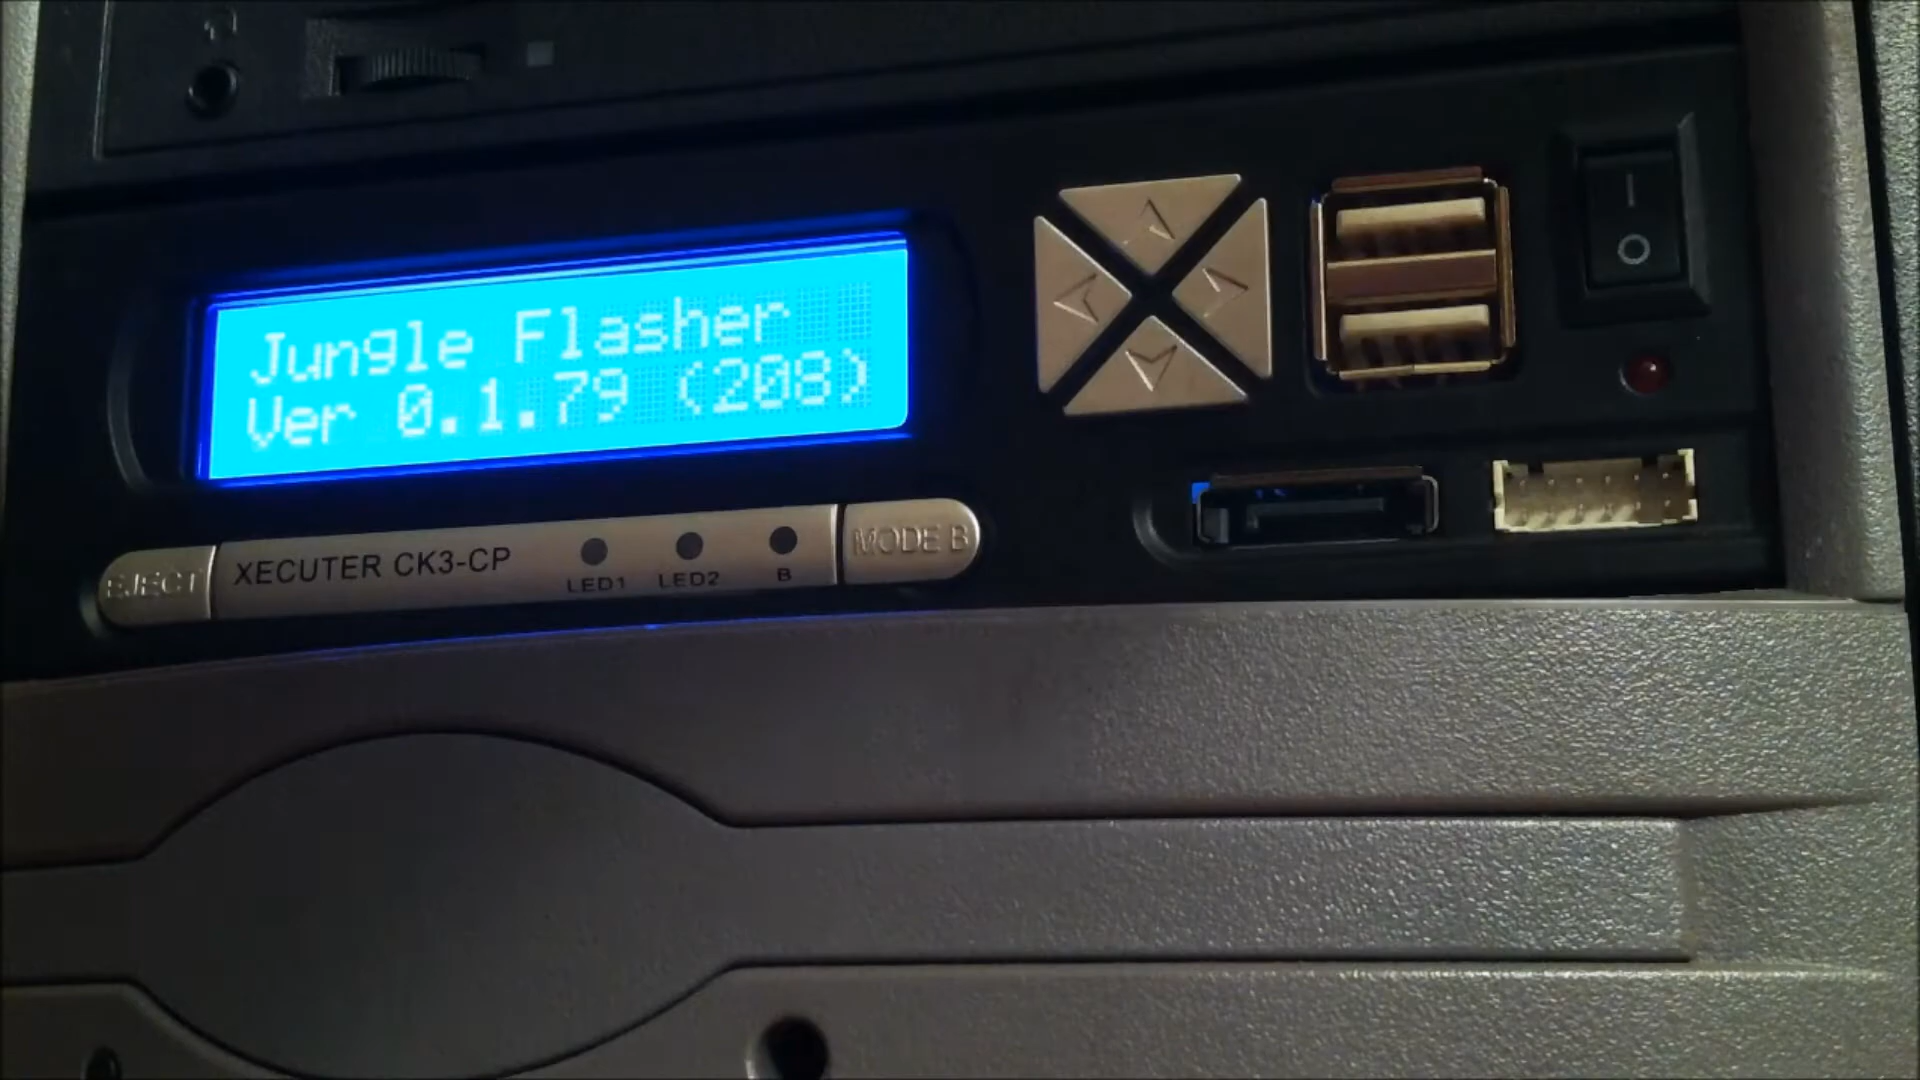 Jungle Flasher
Ver 0.1.79 (208)
EJECT
XECUTER CK3-CP
LED1
LED2
B
MODE B